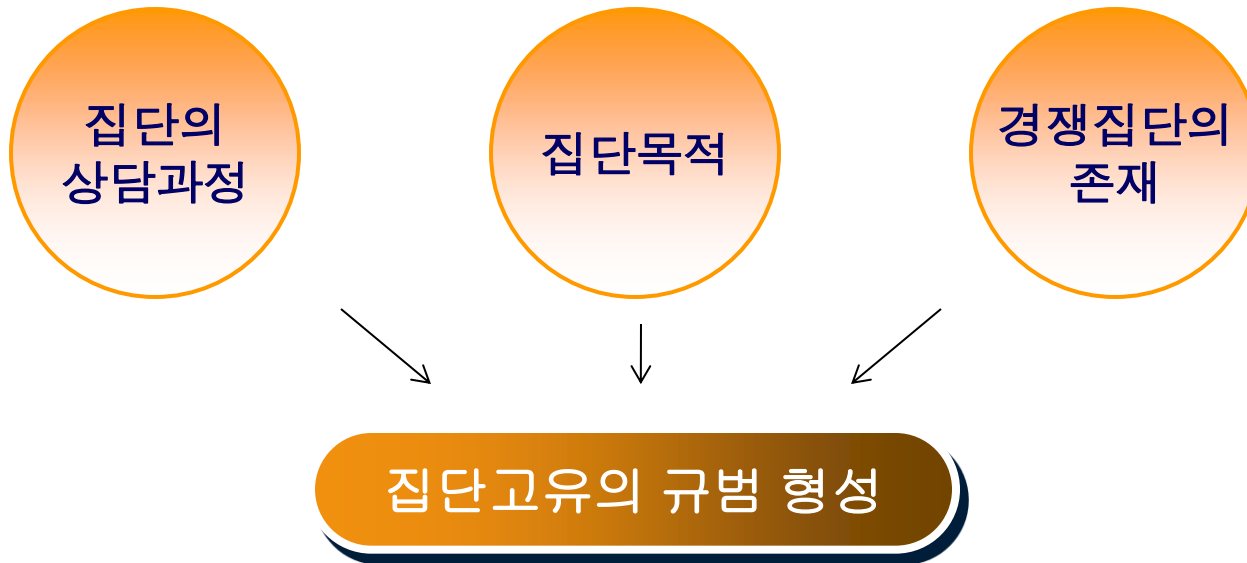 집단의
상담과정
집단목적
경쟁집단의
존재
집단고유의 규범 형성